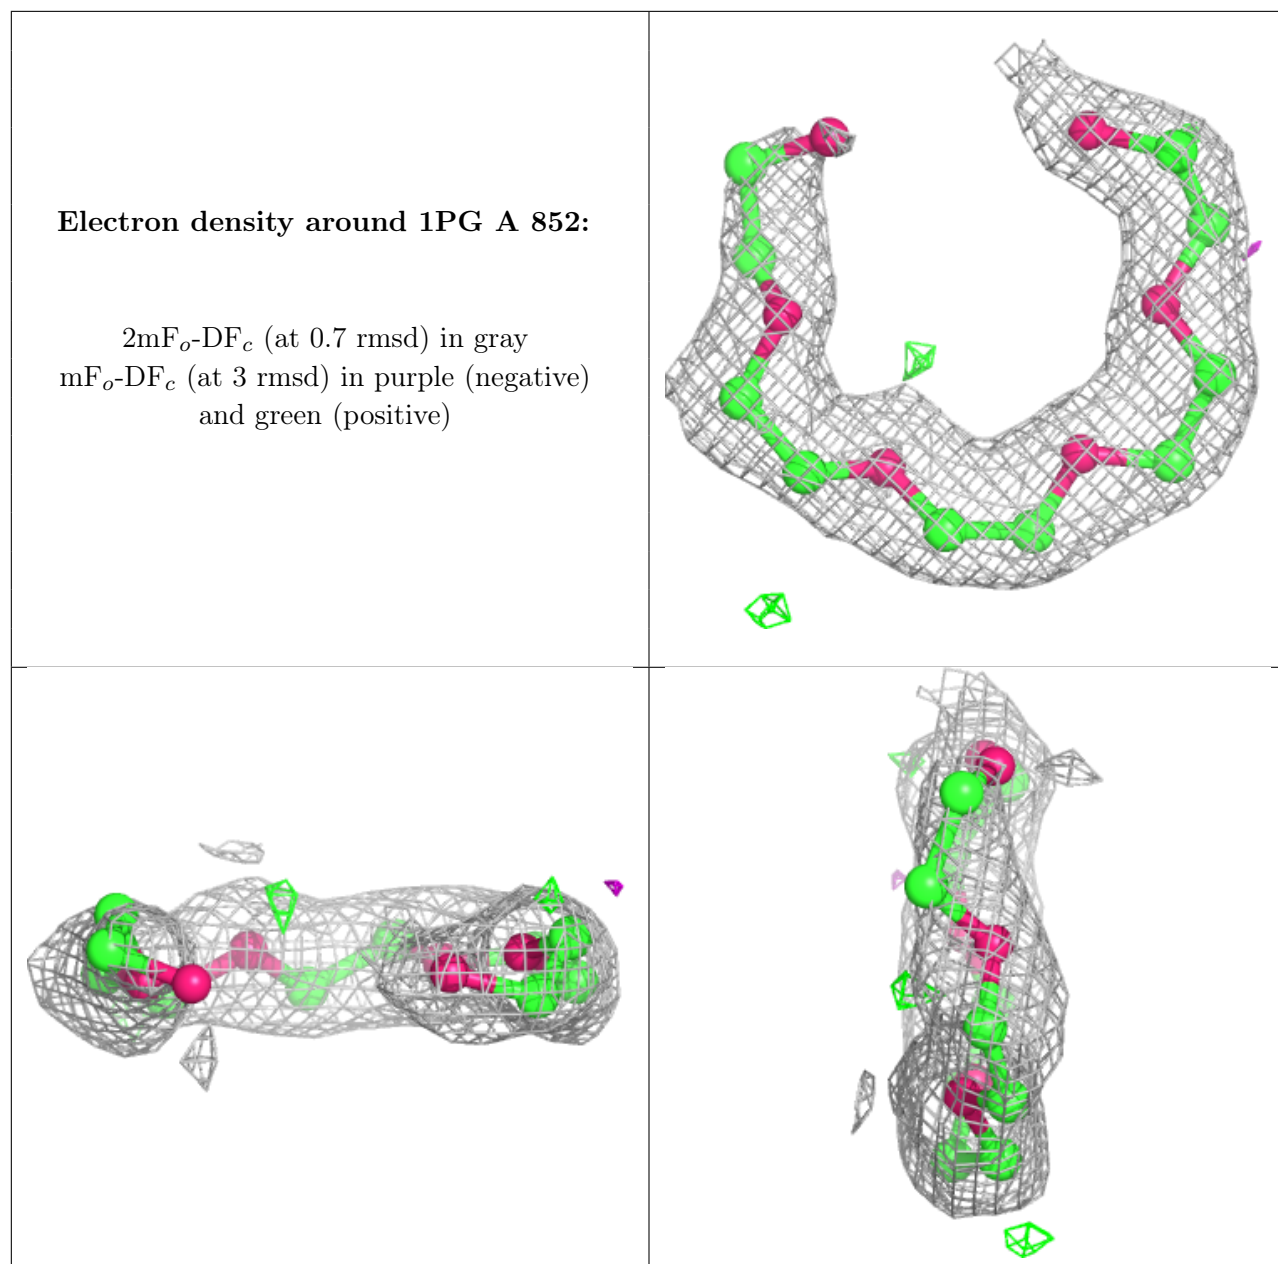 Electron density around 1PG A 852:
2mFₒ-DF𝒸 (at 0.7 rmsd) in gray
mFₒ-DF𝒸 (at 3 rmsd) in purple (negative)
and green (positive)